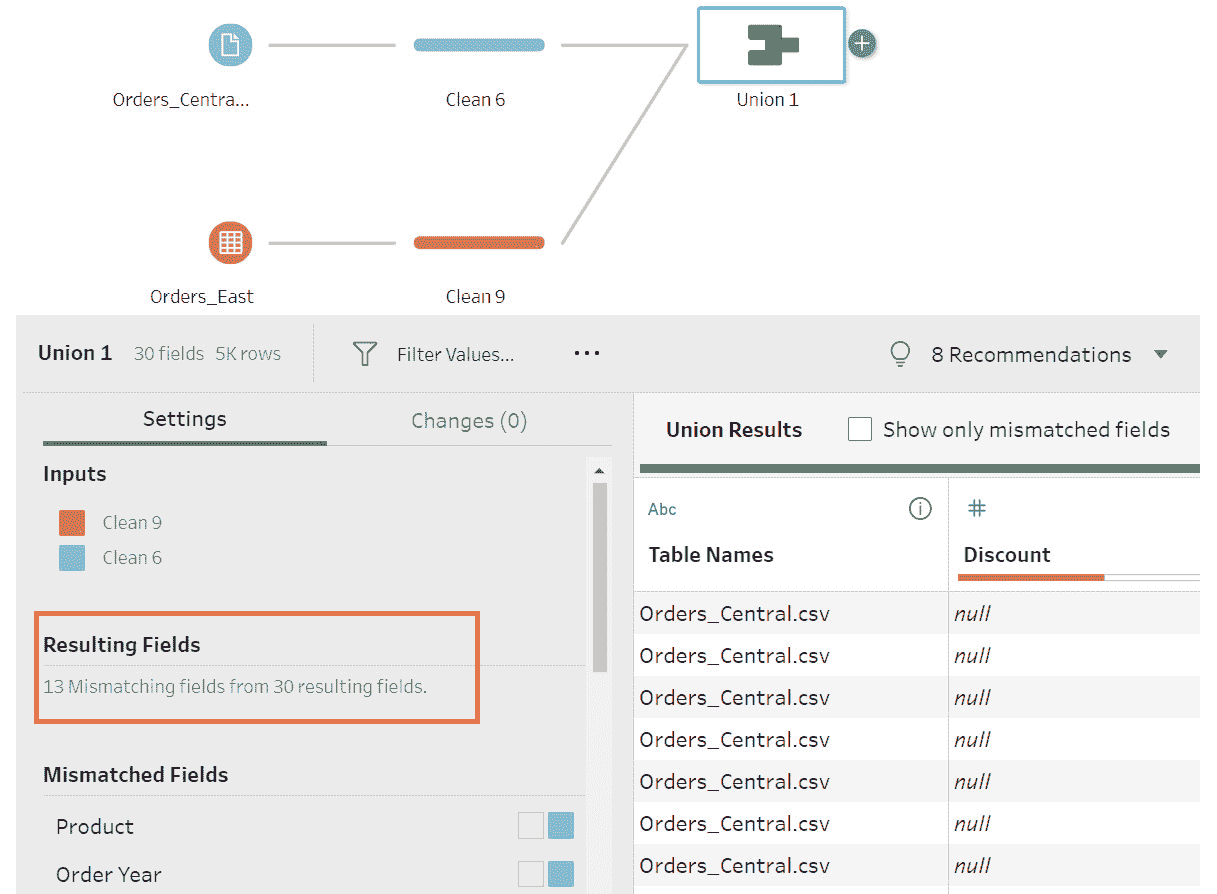 Orders_Centra...
Clean 6
Union 1
Orders_East
Clean 9
Union 1 30 fields 5K rows
Filter Values...
8 Recommendations
Settings
Changes (0)
Inputs
Clean 9
Clean 6
Resulting Fields
13 Mismatching fields from 30 resulting fields.
Mismatched Fields
Product
Order Year
Union Results
Show only mismatched fields
Abc
#
Table Names
Discount
Orders_Central.csv null
Orders_Central.csv null
Orders_Central.csv null
Orders_Central.csv null
Orders_Central.csv null
Orders_Central.csv null
Orders_Central.csv null